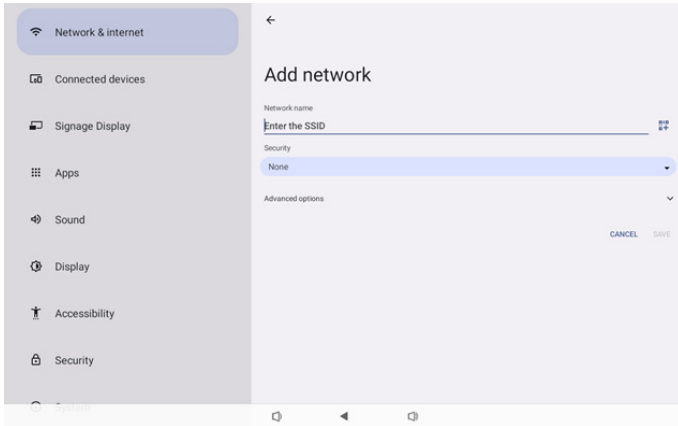 Network & internet
Connected devices
Signage Display
Apps
Sound
Display
Accessibility
Security
System
Add network
Network name
Enter the SSID
Security
None
Advanced options
CANCEL SAVE